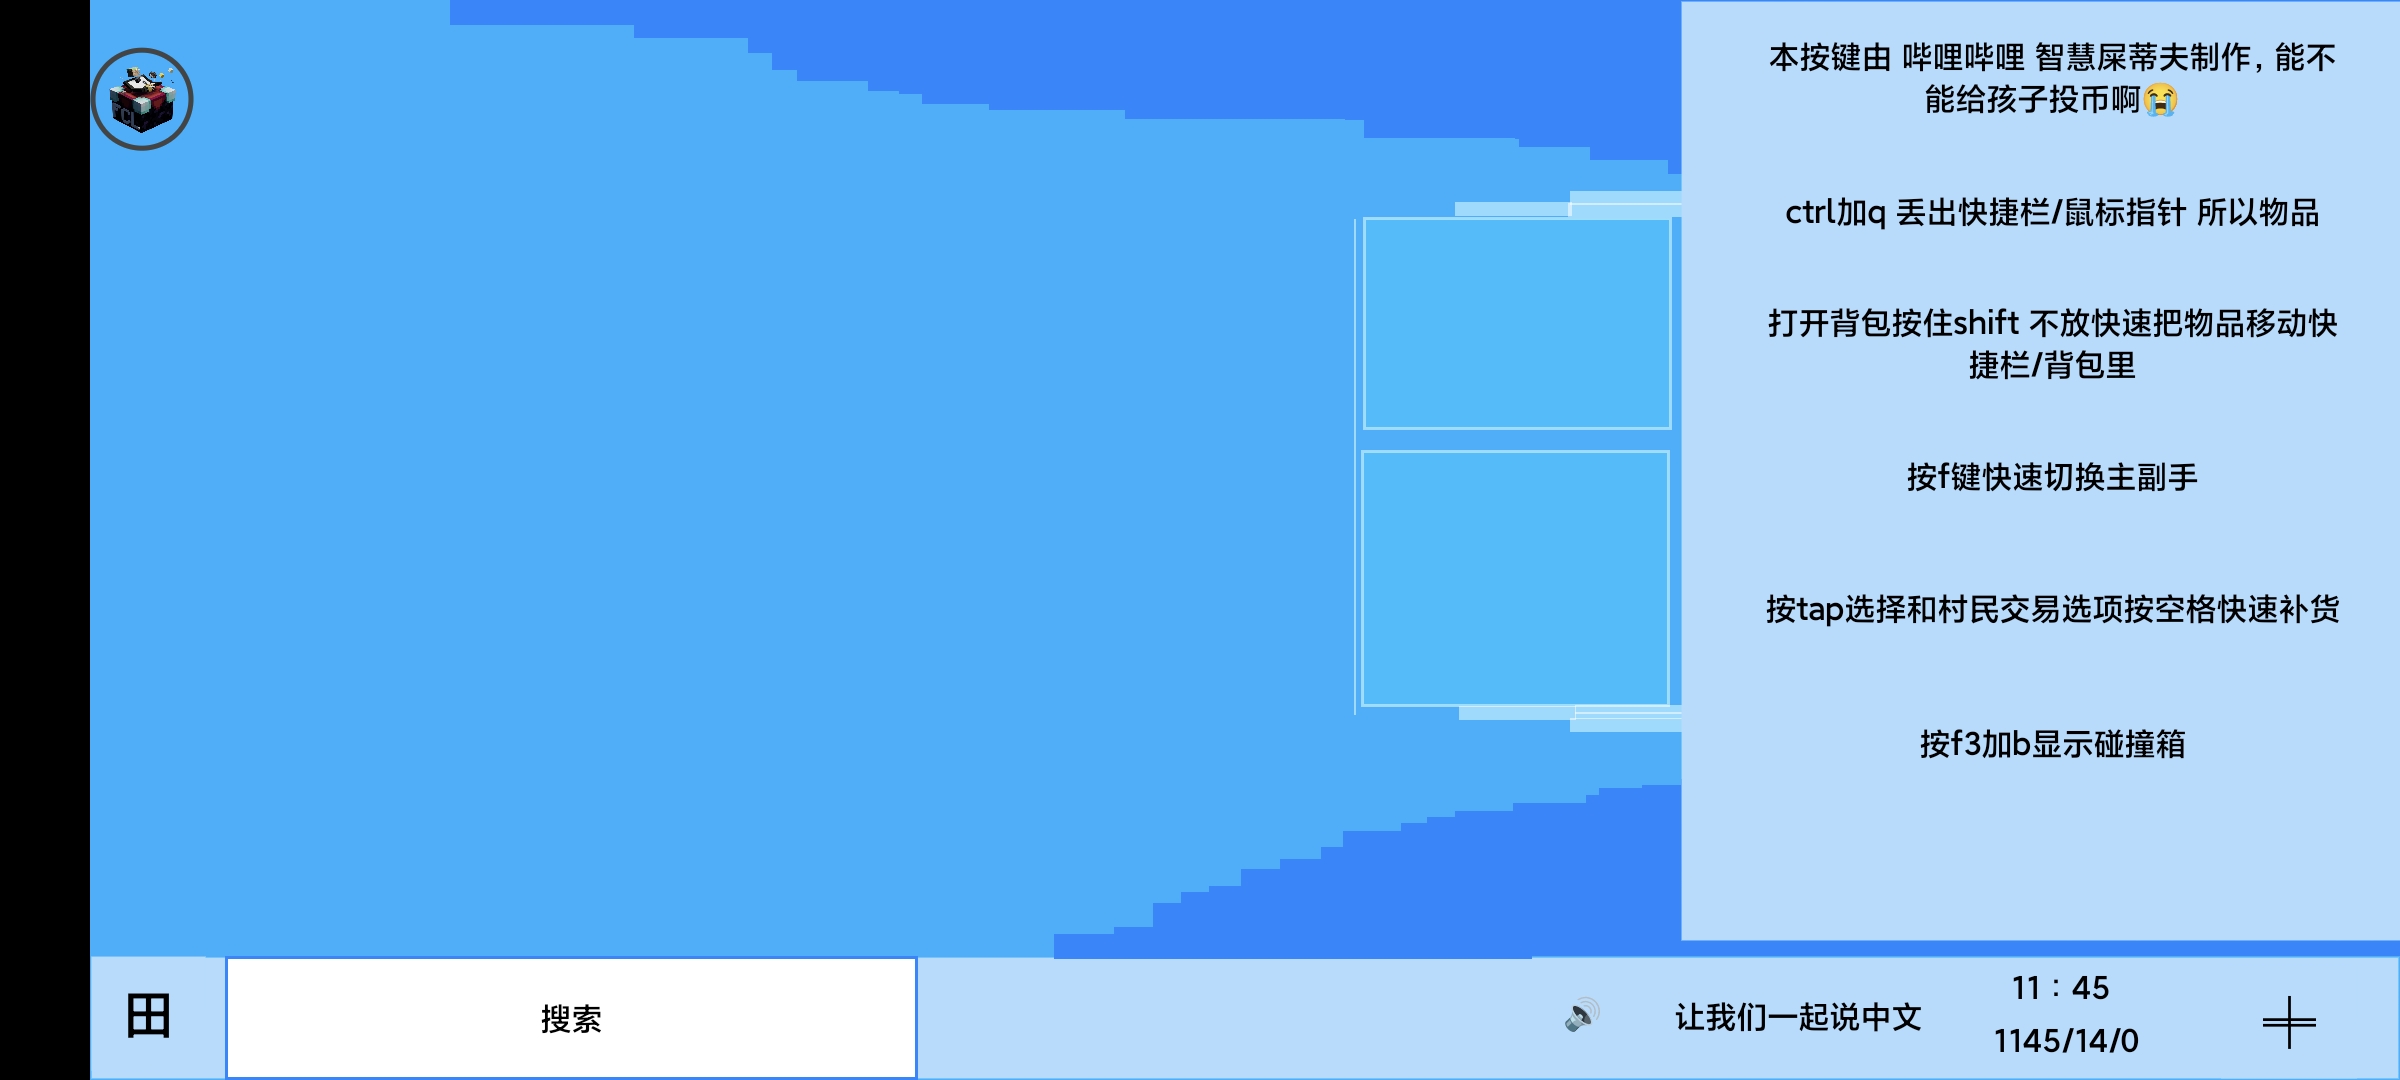 FCL
本按键由 哔哩哔哩 智慧屎蒂夫制作，能不
能给孩子投币啊😭
ctrl加q 丢出快捷栏/鼠标指针 所以物品
打开背包按住shift 不放快速把物品移动快
捷栏/背包里
按f键快速切换主副手
按tap选择和村民交易选项按空格快速补货
按f3加b显示碰撞箱
田
搜索
🔊
让我们一起说中文
11：45
1145/14/0